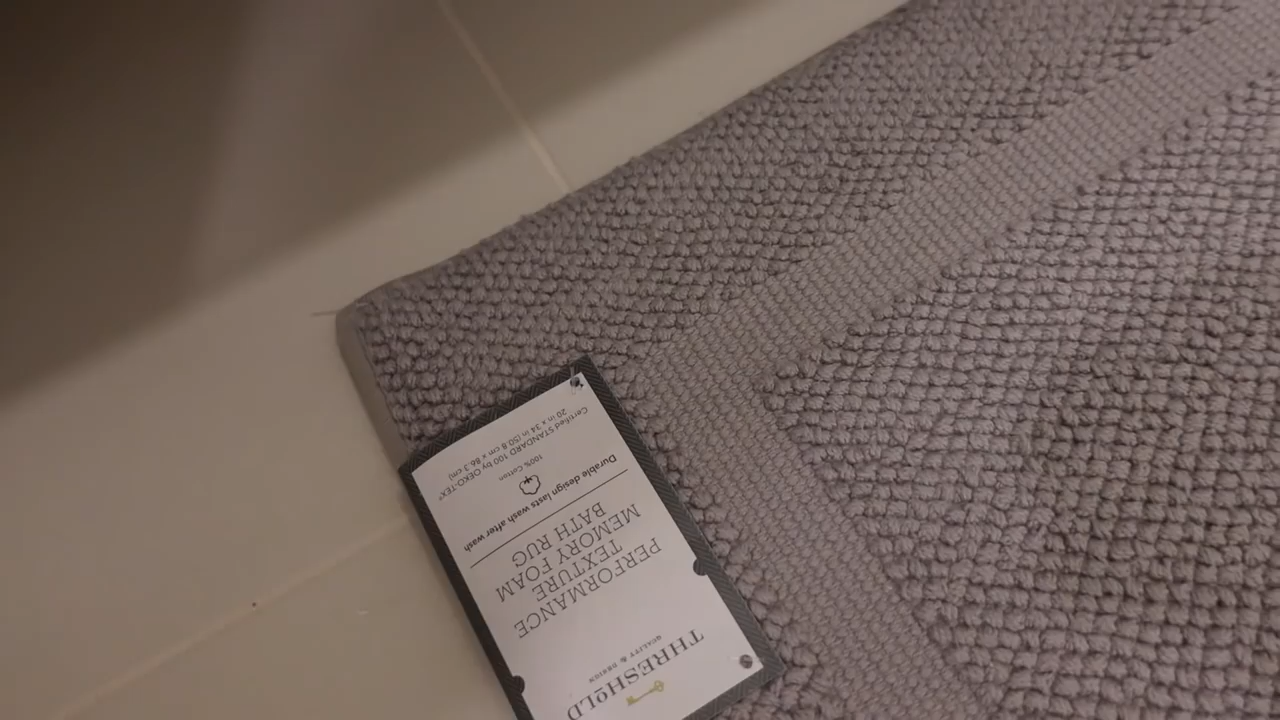 THRESHOLD
QUALITY & DESIGN
PERFORMANCE
TEXTURE
MEMORY FOAM
BATH RUG
Durable design lasts wash after wash
100% Cotton
Certified STANDARD 100 by OEKO-TEX®
20 in x 34 in (50.8 cm x 86.3 cm)